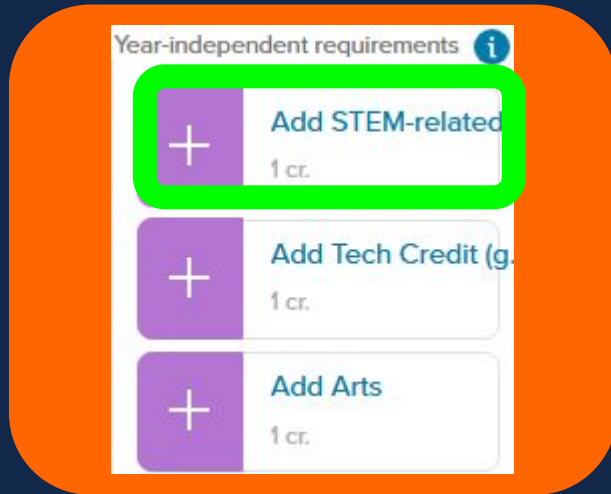 Year-independent requirements i
+ Add STEM-related
1 cr.
+ Add Tech Credit (g.
1 cr.
+ Add Arts
1 cr.